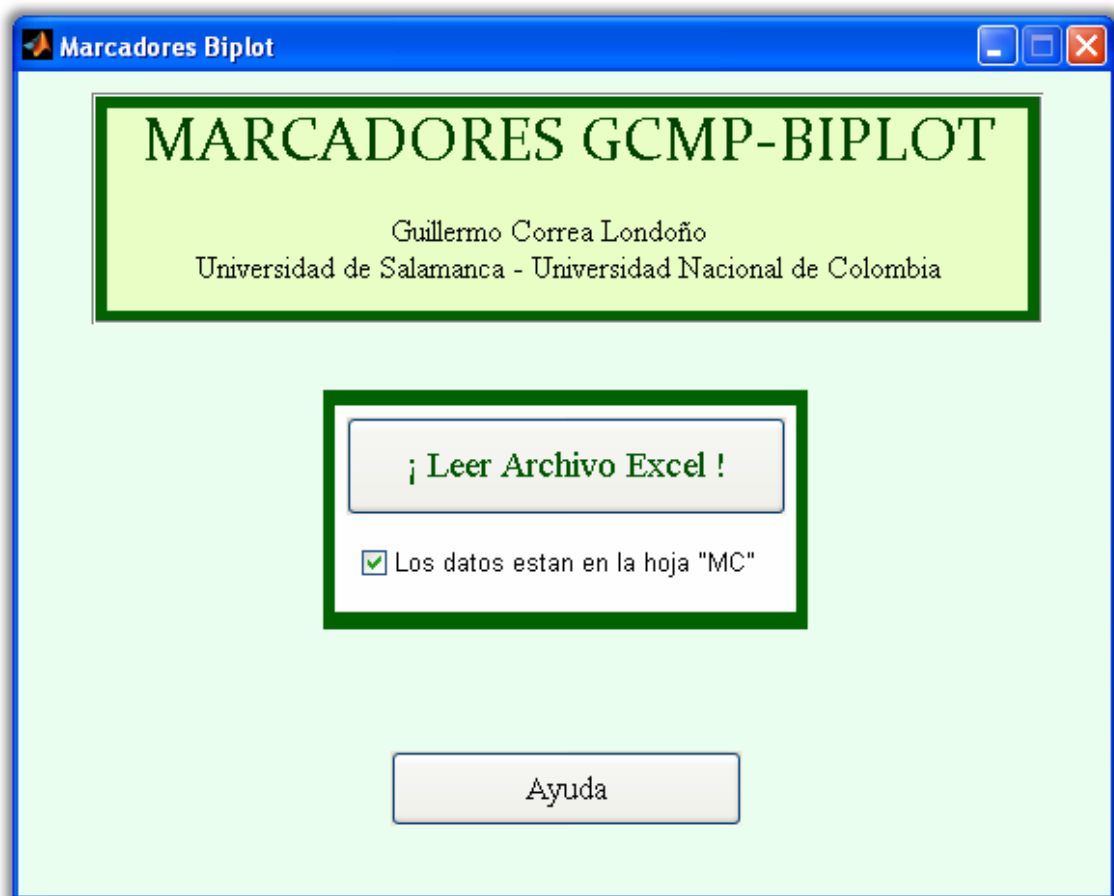 Marcadores Biplot
MARCADORES GCMP-BIPLOT
Guillermo Correa Londoño
Universidad de Salamanca - Universidad Nacional de Colombia
¡ Leer Archivo Excel !
Los datos estan en la hoja "MC"
Ayuda